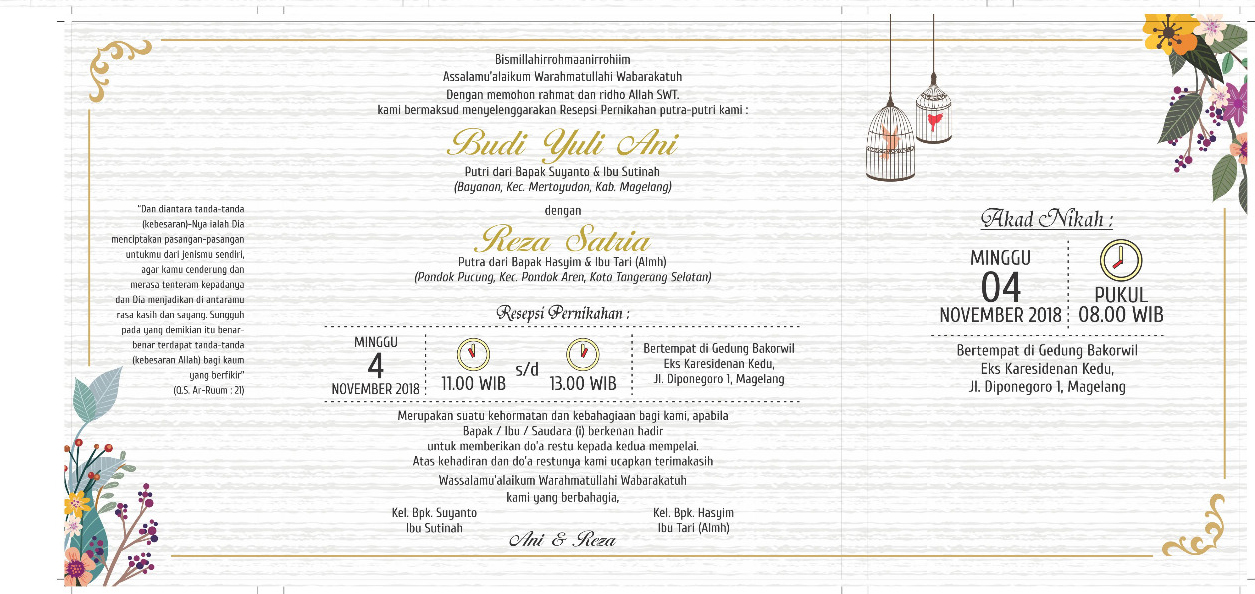 "Dan diantara tanda-tanda
(kebesaran)-Nya ialah Dia
menciptakan pasangan-pasangan
untukmu dari jenismu sendiri,
agar kamu cenderung dan
merasa tenteram kepadanya
dan Dia menjadikan di antaramu
rasa kasih dan sayang. Sungguh
pada yang demikian itu benar-
benar terdapat tanda-tanda
(kebesaran Allah) bagi kaum
yang berfikir"
(Q.S. Ar-Ruum : 21)
Bismillahirrohmaanirrohiim
Assalamu'alaikum Warahmatullahi Wabarakatuh
Dengan memohon rahmat dan ridho Allah SWT.
kami bermaksud menyelenggarakan Resepsi Pernikahan putra-putri kami :
Budi Yuli Ani
Putri dari Bapak Suyanto & Ibu Sutinah
(Bayanan, Kec. Mertoyudan, Kab. Magelang)
dengan
Reza Satria
Putra dari Bapak Hasyim & Ibu Tari (Almh)
(Pondok Pucung, Kec. Pondok Aren, Kota Tangerang Selatan)
Resepsi Pernikahan :
MINGGU
4
NOVEMBER 2018
11.00 WIB
s/d
13.00 WIB
Bertempat di Gedung Bakorwil
Eks Karesidenan Kedu,
Jl. Diponegoro 1, Magelang
Merupakan suatu kehormatan dan kebahagiaan bagi kami, apabila
Bapak / Ibu / Saudara (i) berkenan hadir
untuk memberikan do'a restu kepada kedua mempelai.
Atas kehadiran dan do'a restunya kami ucapkan terimakasih
Wassalamu'alaikum Warahmatullahi Wabarakatuh
kami yang berbahagia,
Kel. Bpk. Suyanto
Ibu Sutinah
Kel. Bpk. Hasyim
Ibu Tari (Almh)
Ani & Reza
Akad Nikah :
MINGGU
04
NOVEMBER 2018
PUKUL
08.00 WIB
Bertempat di Gedung Bakorwil
Eks Karesidenan Kedu,
Jl. Diponegoro 1, Magelang